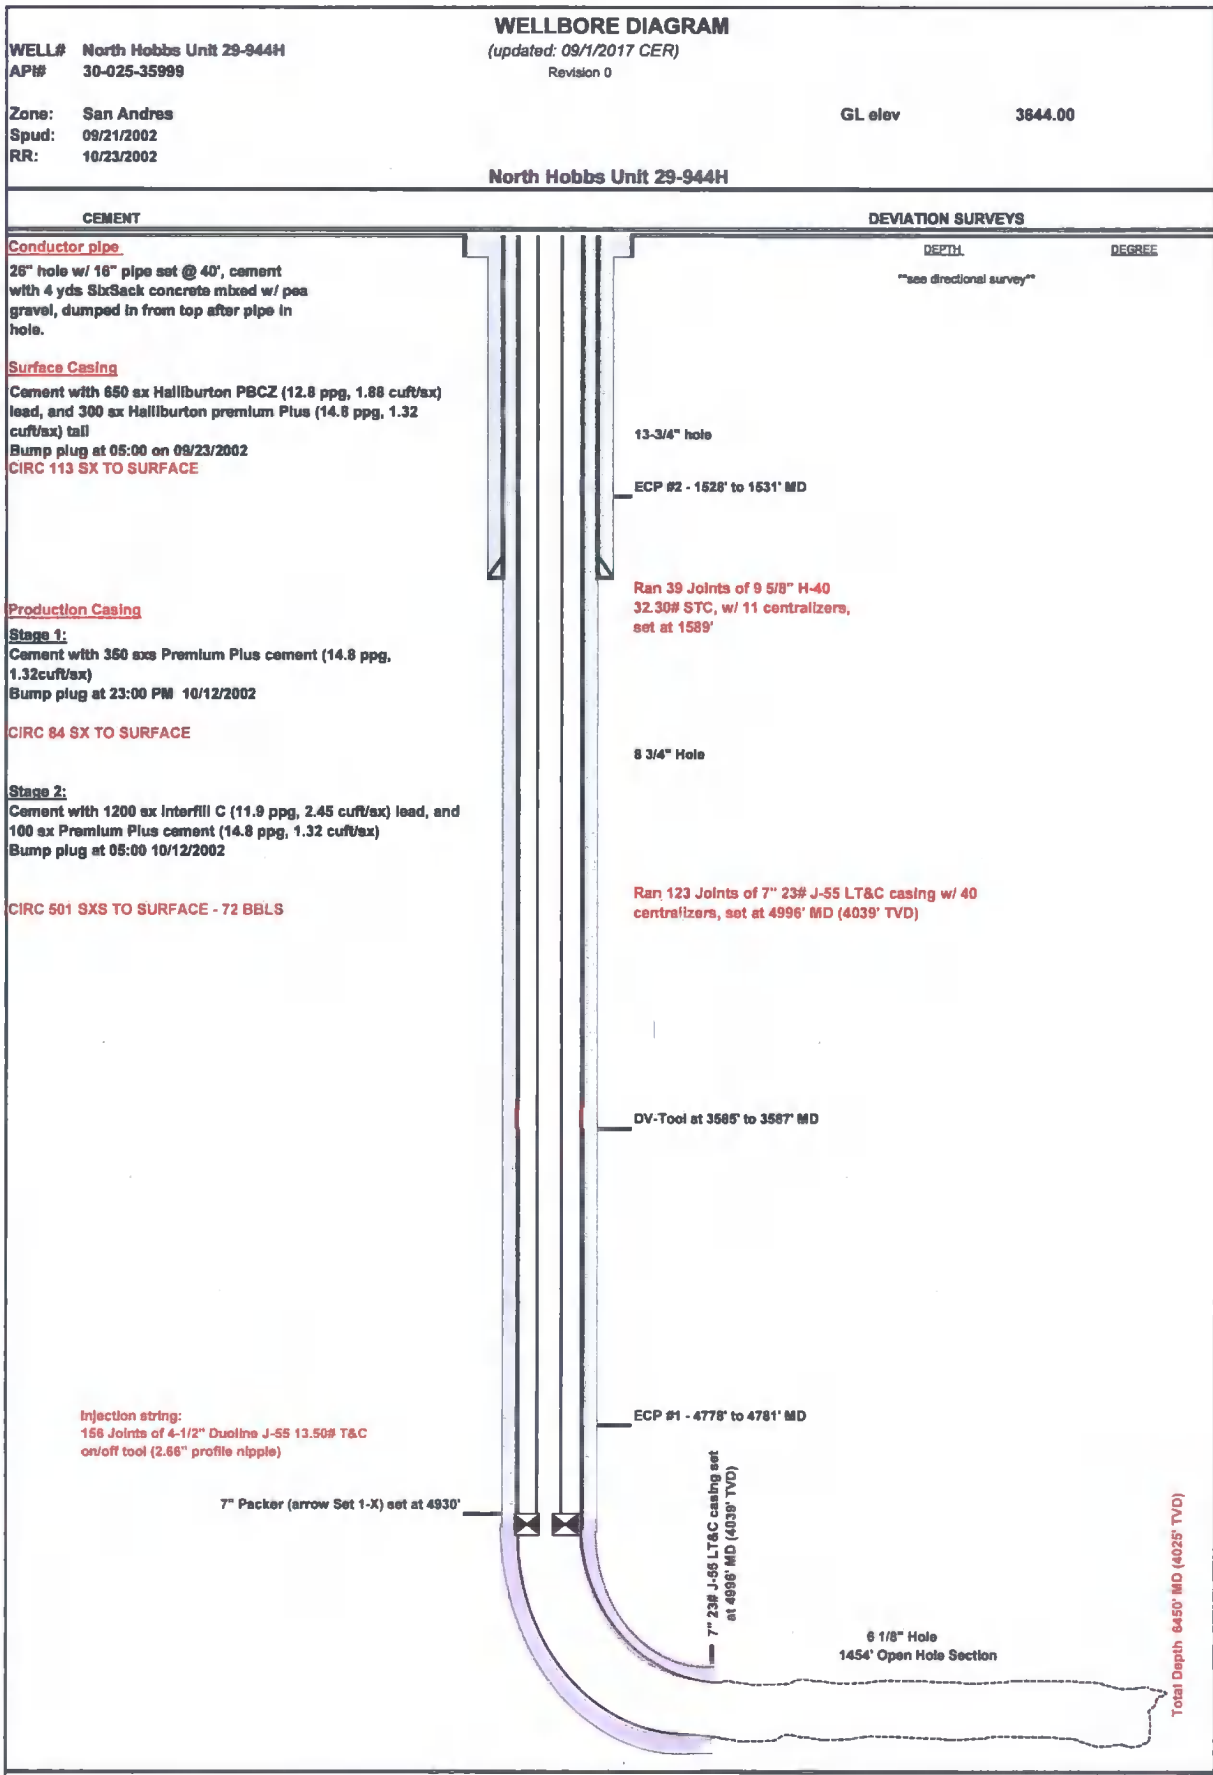 WELLBORE DIAGRAM
WELL# North Hobbs Unit 29-944H
(updated: 09/1/2017 CER)
API# 30-025-35999
Revision 0
Zone: San Andres
GL elev 3644.00
Spud: 09/21/2002
RR: 10/23/2002
North Hobbs Unit 29-944H
CEMENT
DEVIATION SURVEYS
Conductor pipe
DEPTH
DEGREE
26" hole w/ 16" pipe set @ 40', cement
with 4 yds SixSack concrete mixed w/ pea
gravel, dumped in from top after pipe in
hole.
**see directional survey**
Surface Casing
Cement with 650 sx Halliburton PBCZ (12.8 ppg, 1.88 cuft/sx)
lead, and 300 sx Halliburton premium Plus (14.8 ppg, 1.32
cuft/sx) tail
Bump plug at 05:00 on 09/23/2002
CIRC 113 SX TO SURFACE
13-3/4" hole
ECP #2 - 1528' to 1531' MD
Ran 39 Joints of 9 5/8" H-40
32.30# STC, w/ 11 centralizers,
set at 1589'
Production Casing
Stage 1:
Cement with 350 sxs Premium Plus cement (14.8 ppg,
1.32cuft/sx)
Bump plug at 23:00 PM 10/12/2002
CIRC 84 SX TO SURFACE
8 3/4" Hole
Stage 2:
Cement with 1200 sx Interfill C (11.9 ppg, 2.45 cuft/sx) lead, and
100 sx Premium Plus cement (14.8 ppg, 1.32 cuft/sx)
Bump plug at 05:00 10/12/2002
CIRC 501 SXS TO SURFACE - 72 BBLS
Ran 123 Joints of 7" 23# J-55 LT&C casing w/ 40
centralizers, set at 4996' MD (4039' TVD)
DV-Tool at 3585' to 3587' MD
ECP #1 - 4778' to 4781' MD
Injection string:
156 Joints of 4-1/2" Duoline J-55 13.50# T&C
on/off tool (2.66" profile nipple)
7" Packer (arrow Set 1-X) set at 4930'
7" 23# J-55 LT&C casing set
at 4996' MD (4039' TVD)
6 1/8" Hole
1454' Open Hole Section
Total Depth 6450' MD (4025' TVD)